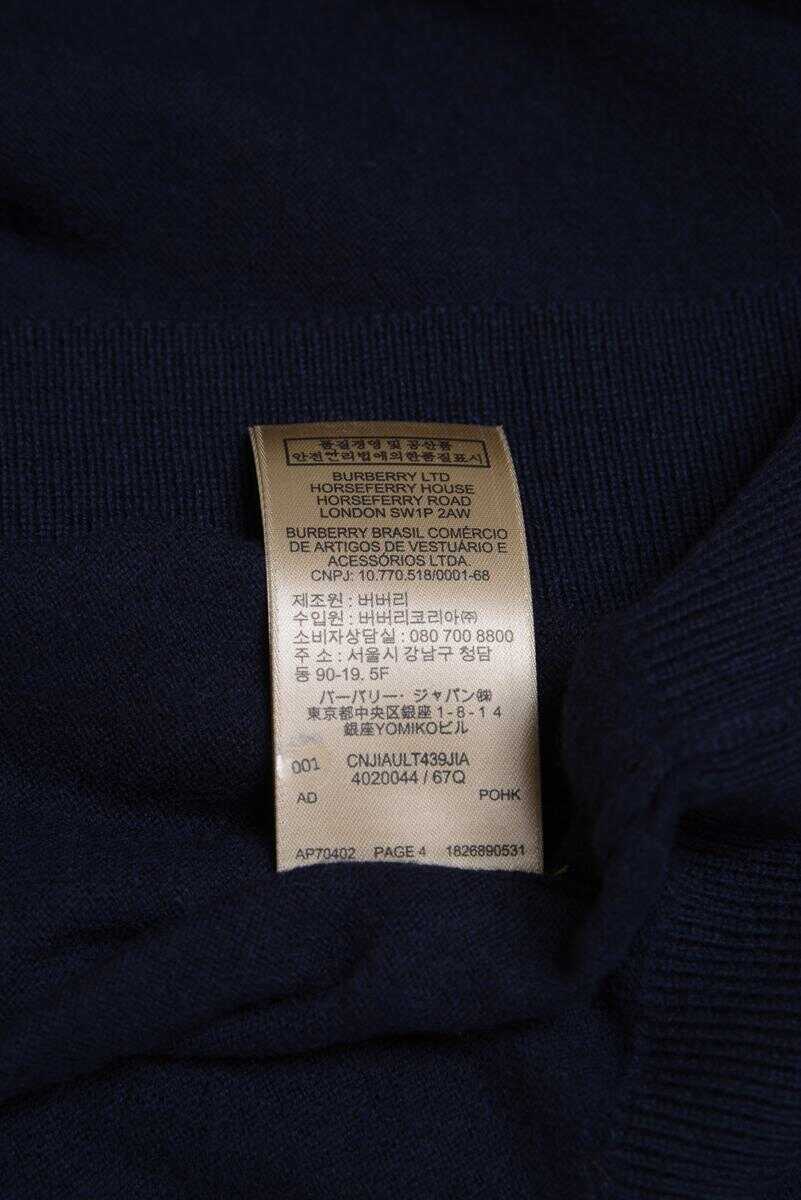 품질경영 및 공산품
안전관리법에의한품질표시
BURBERRY LTD
HORSEFERRY HOUSE
HORSEFERRY ROAD
LONDON SW1P 2AW
BURBERRY BRASIL COMÉRCIO
DE ARTIGOS DE VESTUÁRIO E
ACESSÓRIOS LTDA.
CNPJ: 10.770.518/0001-68
제조원 : 버버리
수입원 : 버버리코리아㈜
소비자상담실 : 080 700 8800
주 소 : 서울시 강남구 청담
동 90-19. 5F
バーバリー・ジャパン㈱
東京都中央区銀座1-8-14
銀座YOMIKOビル
001 CNJIAULT439JIA
4020044 / 67Q
AD POHK
AP70402 PAGE 4 1826890531